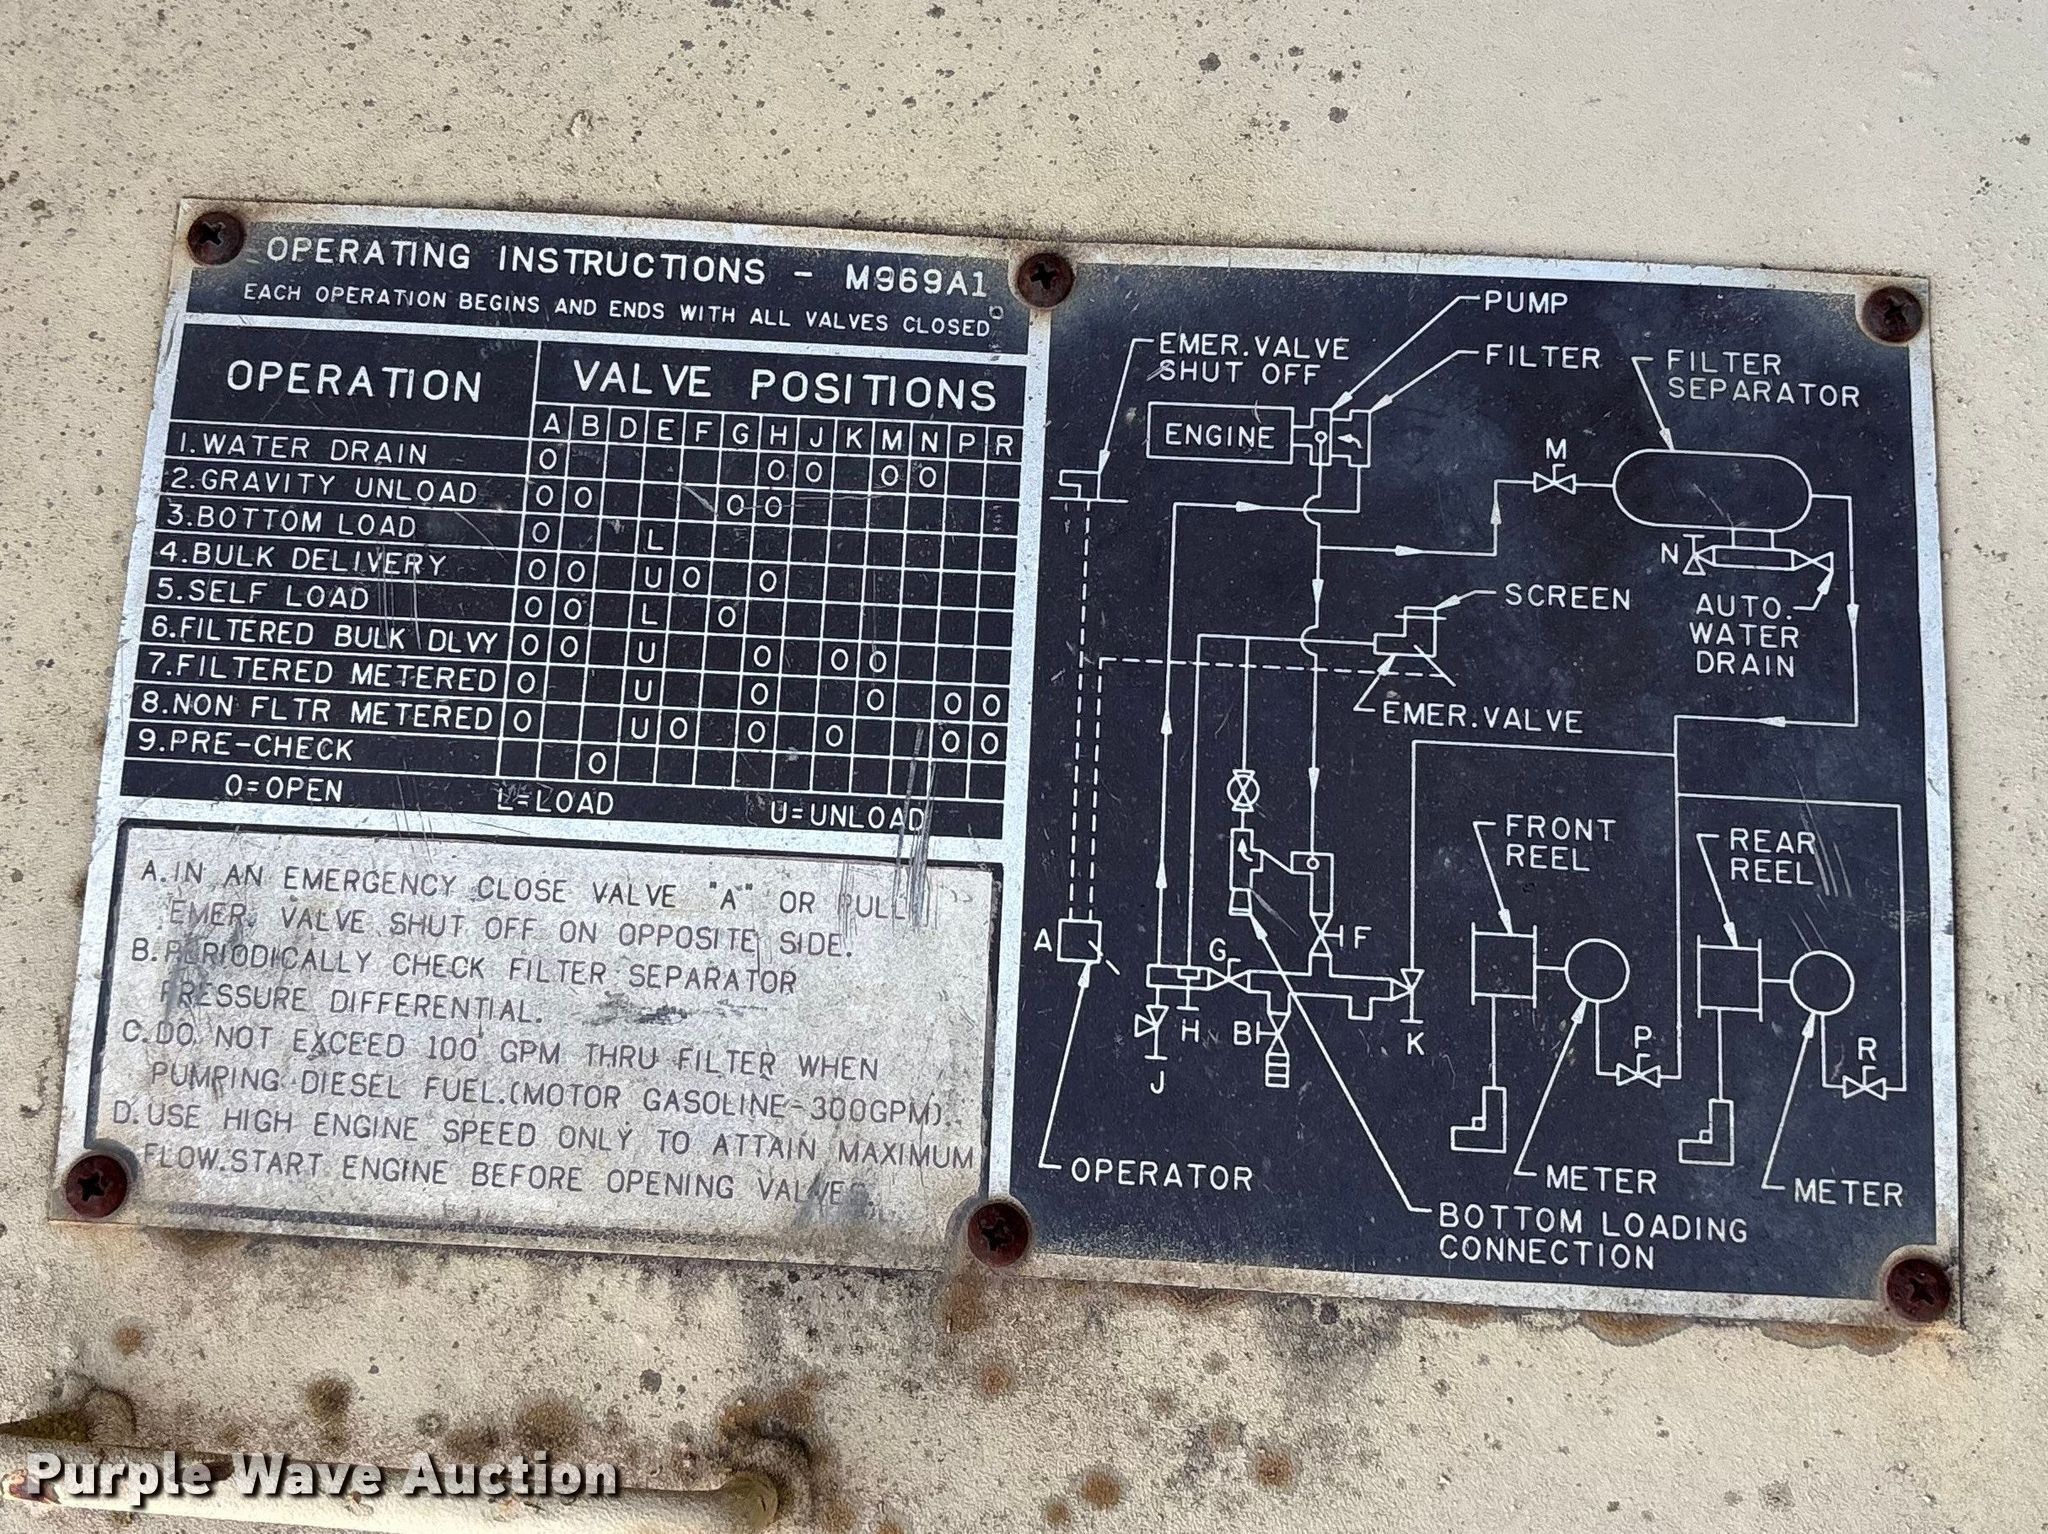 OPERATING INSTRUCTIONS - M969A1
EACH OPERATION BEGINS AND ENDS WITH ALL VALVES CLOSED
OPERATION VALVE POSITIONS
A B D E F G H J K M N P R
1. WATER DRAIN O O O O O
2. GRAVITY UNLOAD O O O O
3. BOTTOM LOAD O L
4. BULK DELIVERY O O U O O
5. SELF LOAD O O L O
6. FILTERED BULK DLVY O O U O O O
7. FILTERED METERED O U O O O O
8. NON FLTR METERED O U O O O O O
9. PRE-CHECK O
O=OPEN L=LOAD U=UNLOAD
A. IN AN EMERGENCY CLOSE VALVE "A" OR PULL
EMER. VALVE SHUT OFF ON OPPOSITE SIDE.
B. PERIODICALLY CHECK FILTER SEPARATOR
PRESSURE DIFFERENTIAL.
C. DO NOT EXCEED 100 GPM THRU FILTER WHEN
PUMPING DIESEL FUEL.(MOTOR GASOLINE-300GPM).
D. USE HIGH ENGINE SPEED ONLY TO ATTAIN MAXIMUM
FLOW. START ENGINE BEFORE OPENING VALVES.
PUMP
EMER. VALVE
SHUT OFF
FILTER
FILTER
SEPARATOR
ENGINE
M
N
AUTO.
WATER
DRAIN
SCREEN
EMER. VALVE
FRONT
REEL
REAR
REEL
A
G
F
H
B
K
J
P
R
OPERATOR
METER
METER
BOTTOM LOADING
CONNECTION
Purple Wave Auction